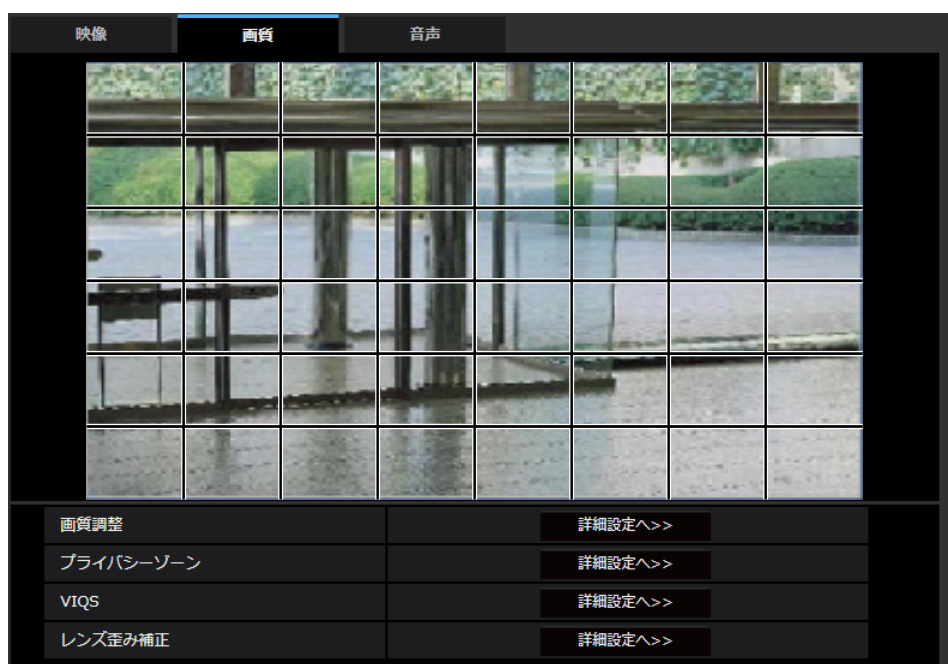 映像 画質 音声
画質調整 詳細設定へ>>
プライバシーゾーン 詳細設定へ>>
VIQS 詳細設定へ>>
レンズ歪み補正 詳細設定へ>>